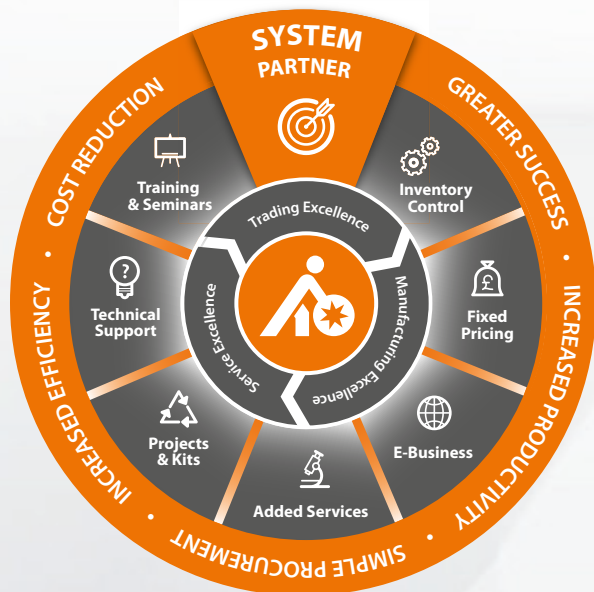 SYSTEM
PARTNER
GREATER SUCCESS
•
INCREASED PRODUCTIVITY
•
SIMPLE PROCUREMENT
•
INCREASED EFFICIENCY
•
COST REDUCTION
Inventory
Control
£
Fixed
Pricing
E-Business
Added Services
Projects
& Kits
?
Technical
Support
Training
& Seminars
Trading Excellence
Manufacturing Excellence
Service Excellence